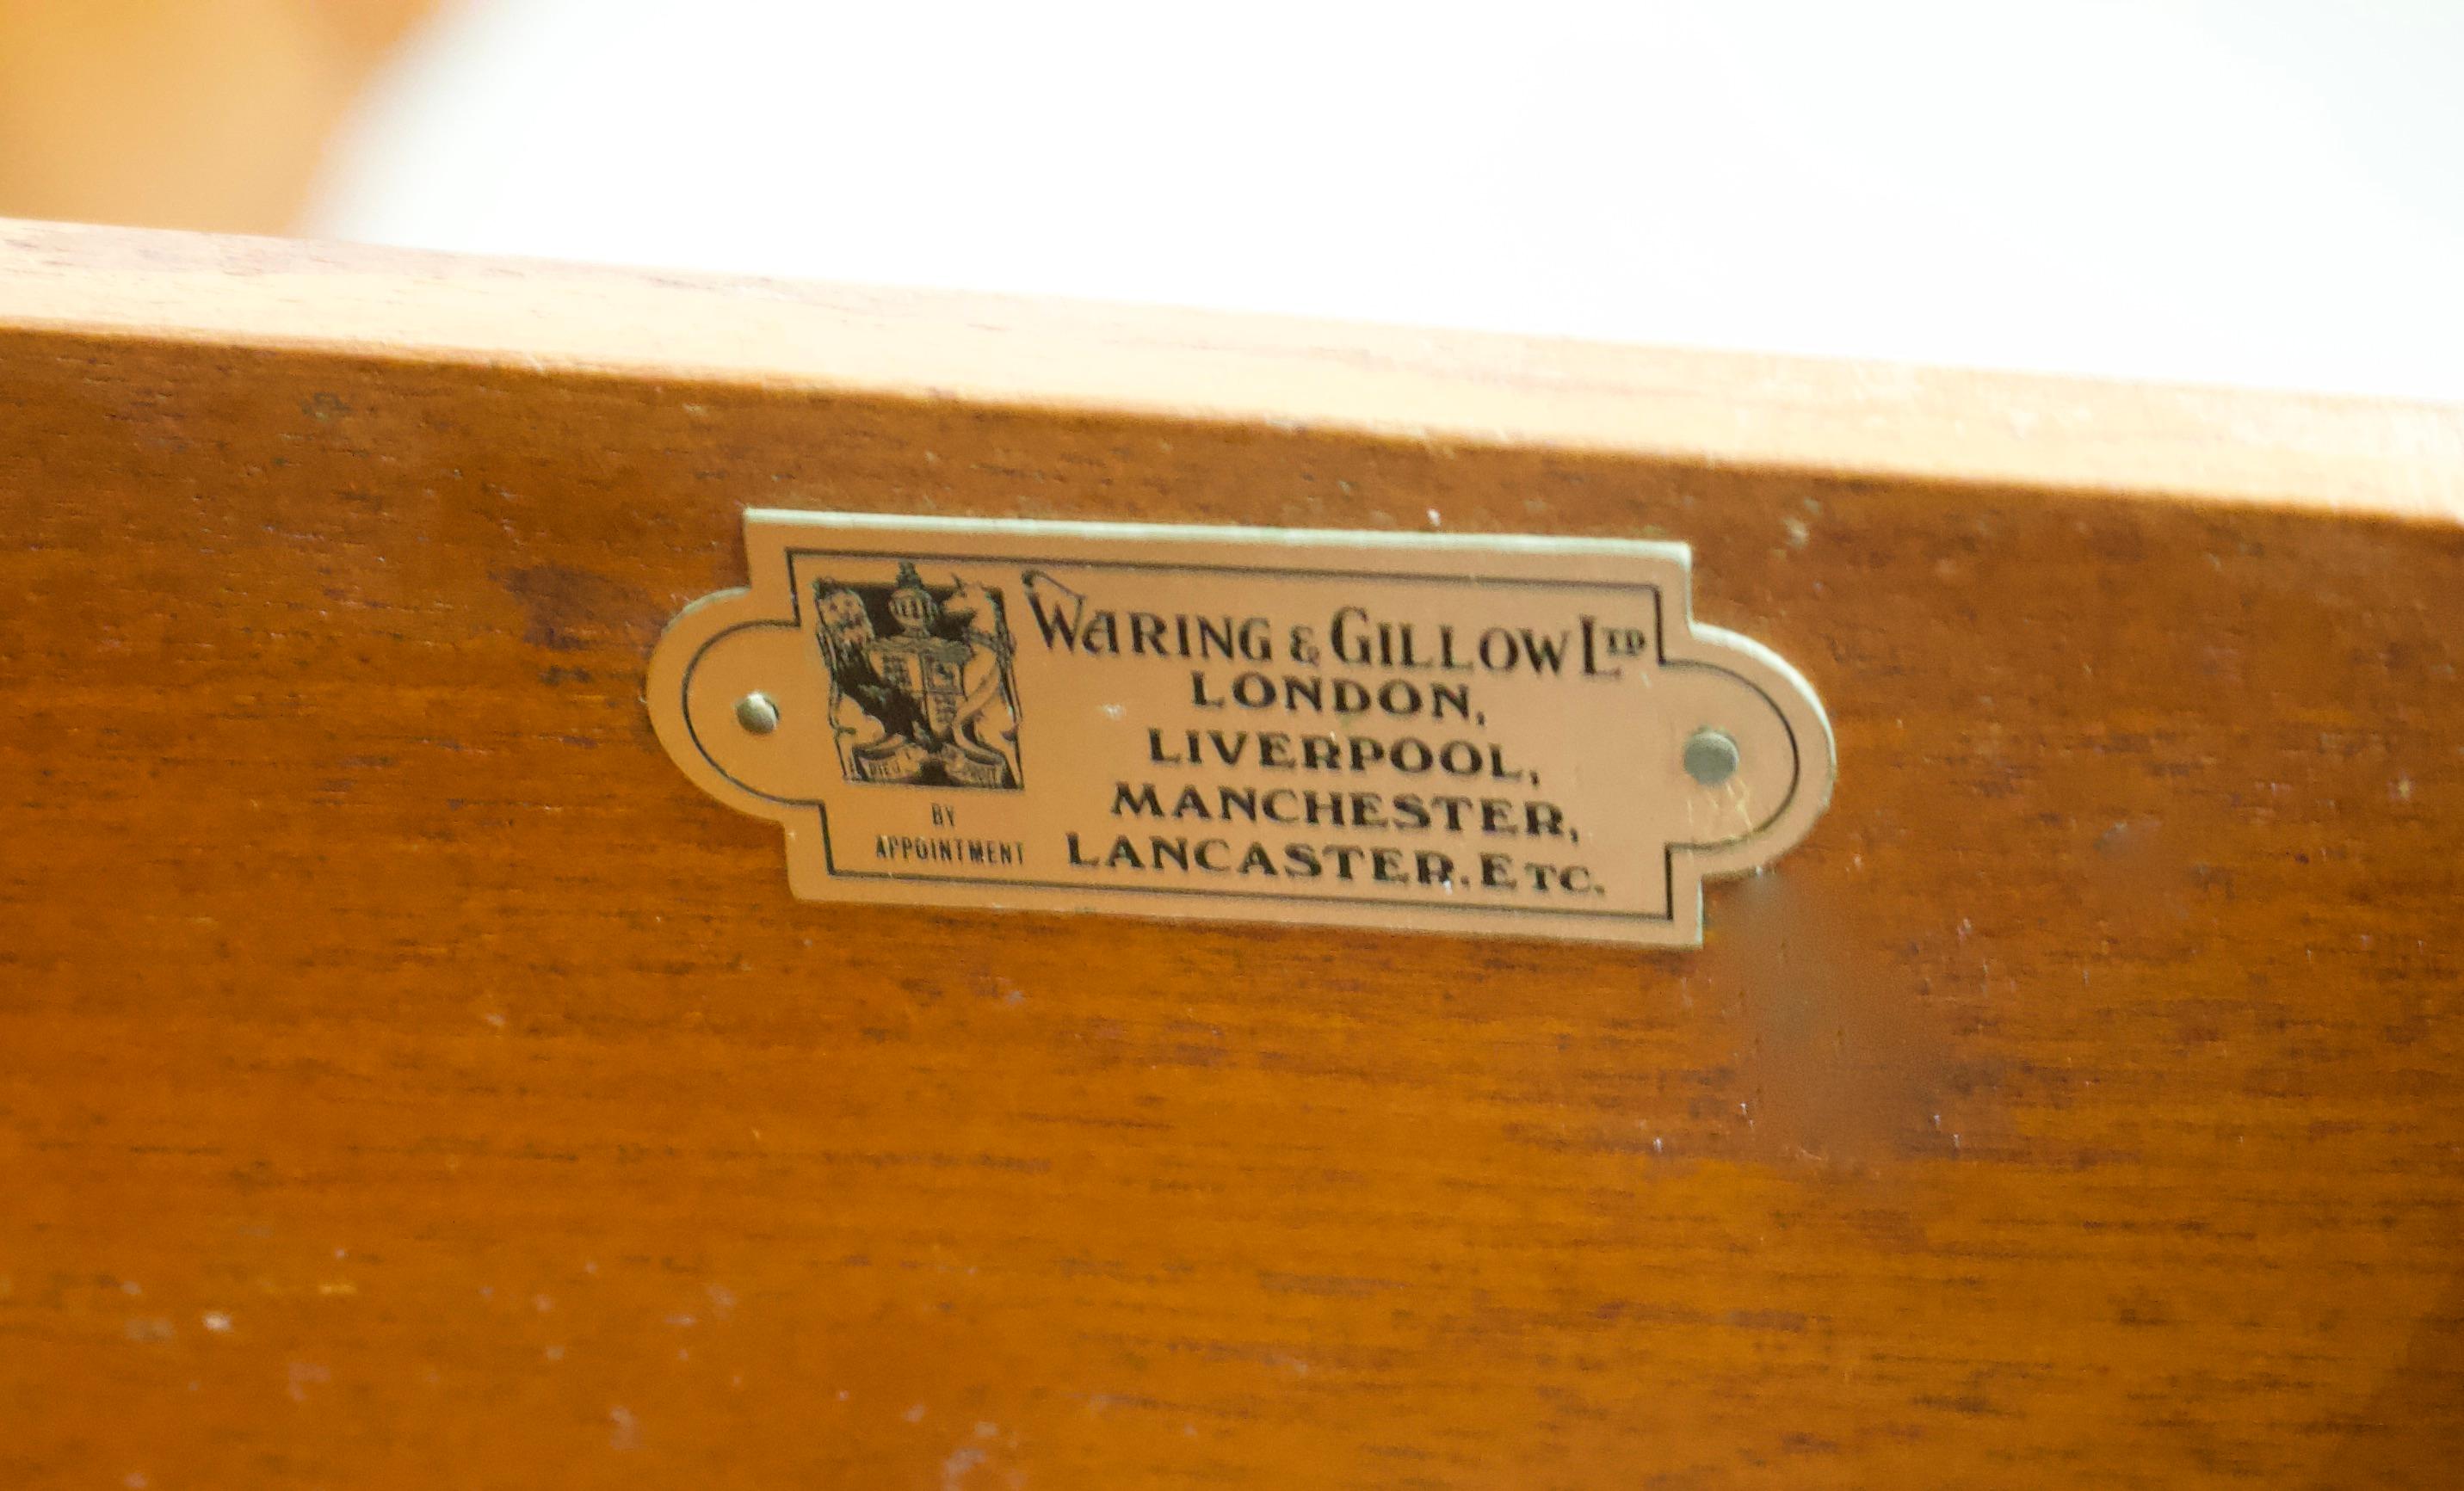 WARING & GILLOW LTD
LONDON,
LIVERPOOL,
MANCHESTER,
LANCASTER. ETC.
BY
APPOINTMENT